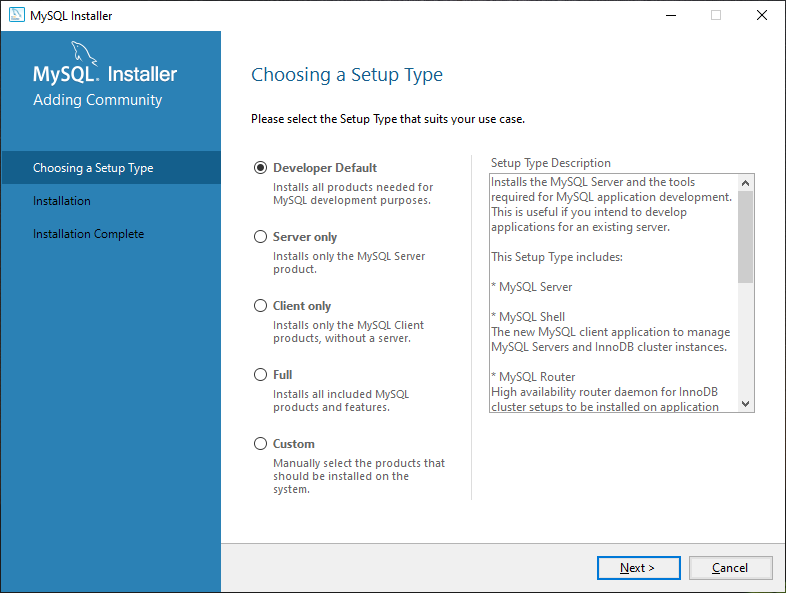 MySQL Installer
MySQL. Installer
Adding Community
Choosing a Setup Type
Installation
Installation Complete
Choosing a Setup Type
Please select the Setup Type that suits your use case.
Developer Default
Installs all products needed for
MySQL development purposes.
Server only
Installs only the MySQL Server
product.
Client only
Installs only the MySQL Client
products, without a server.
Full
Installs all included MySQL
products and features.
Custom
Manually select the products that
should be installed on the
system.
Setup Type Description
Installs the MySQL Server and the tools
required for MySQL application development.
This is useful if you intend to develop
applications for an existing server.
This Setup Type includes:
* MySQL Server
* MySQL Shell
The new MySQL client application to manage
MySQL Servers and InnoDB cluster instances.
* MySQL Router
High availability router daemon for InnoDB
cluster setups to be installed on application
Next >
Cancel